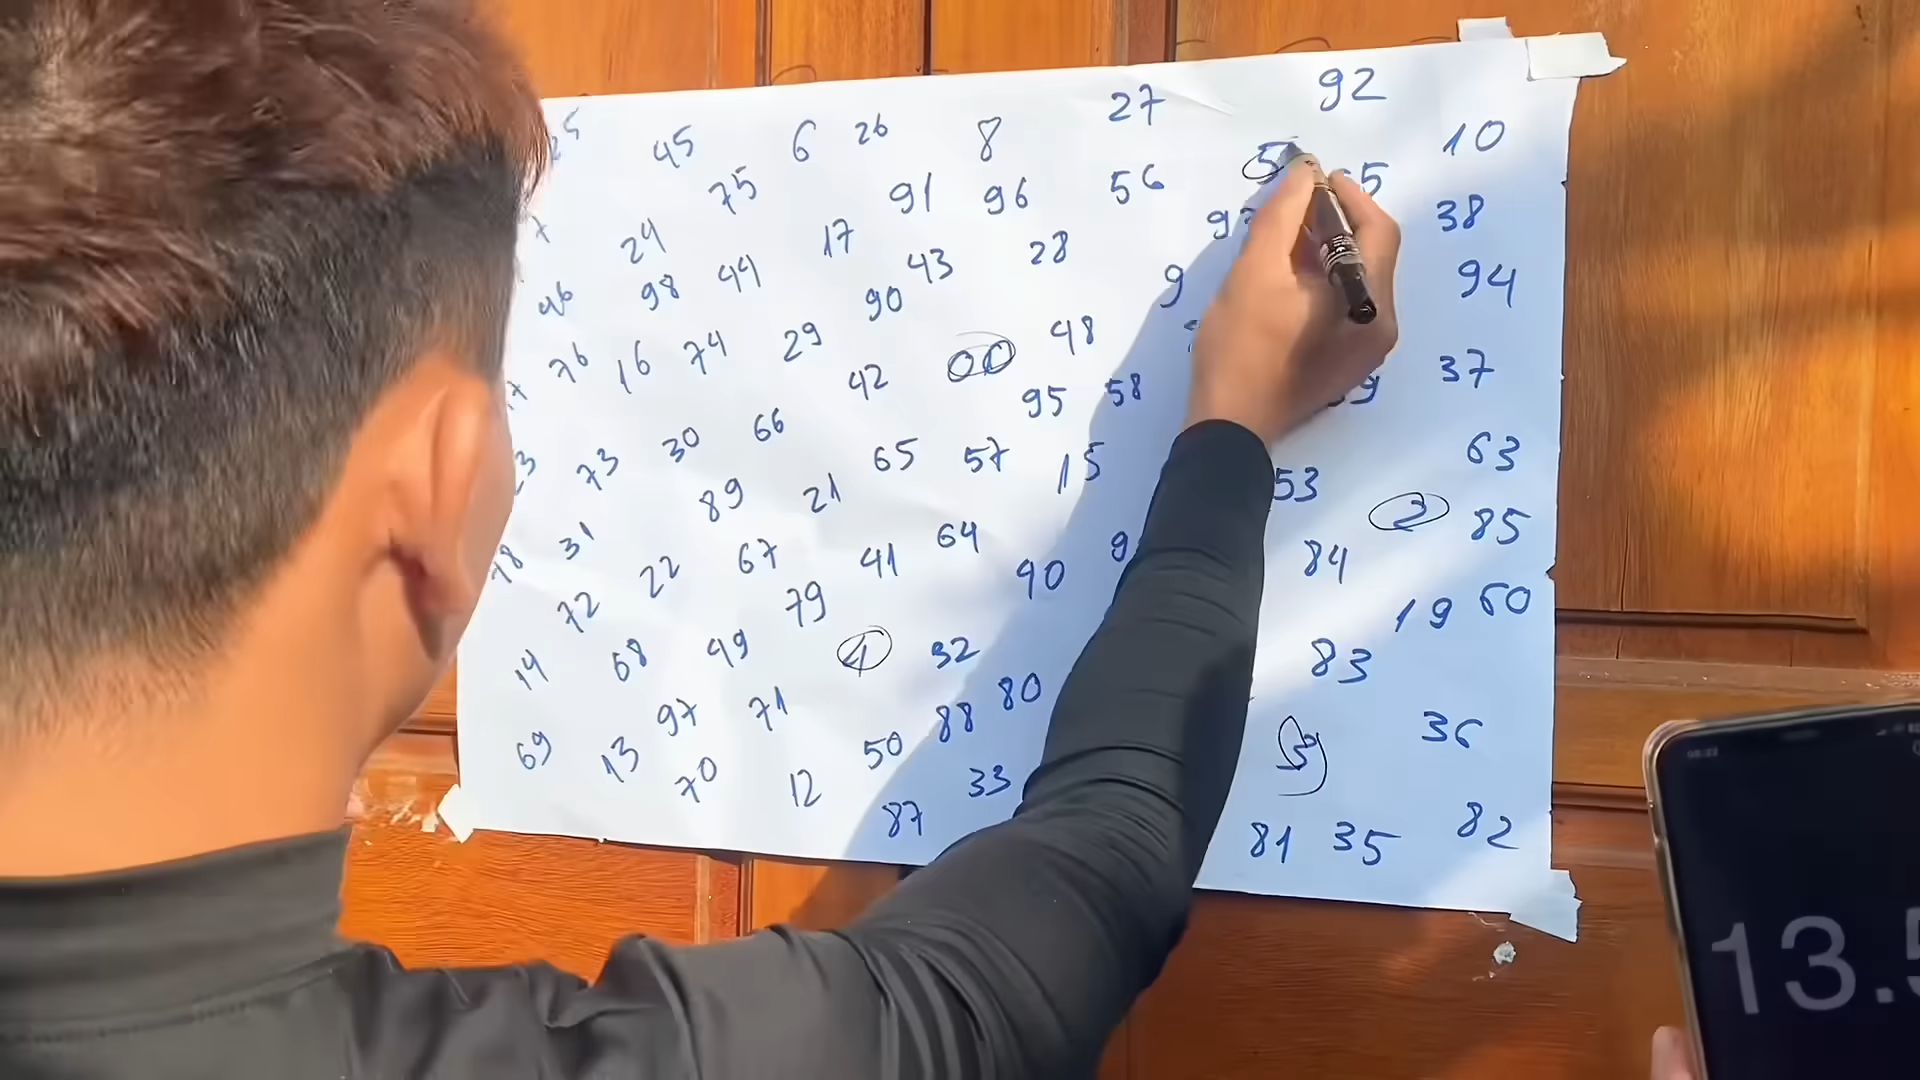 92
27
45 6 26 8 10
75 91 96 56 5
24 17 38
98 44 90 43 28 94
76 16 74 29 42 00 48 37
95 58
73 30 66 65 57 15 63
89 21 53 2 85
31 22 67 41 64 84
72 79 90 19 60
14 68 49 4 32 83
97 71 88 80 36
69 13 70 12 50 33 3
87 81 35 82
13.5